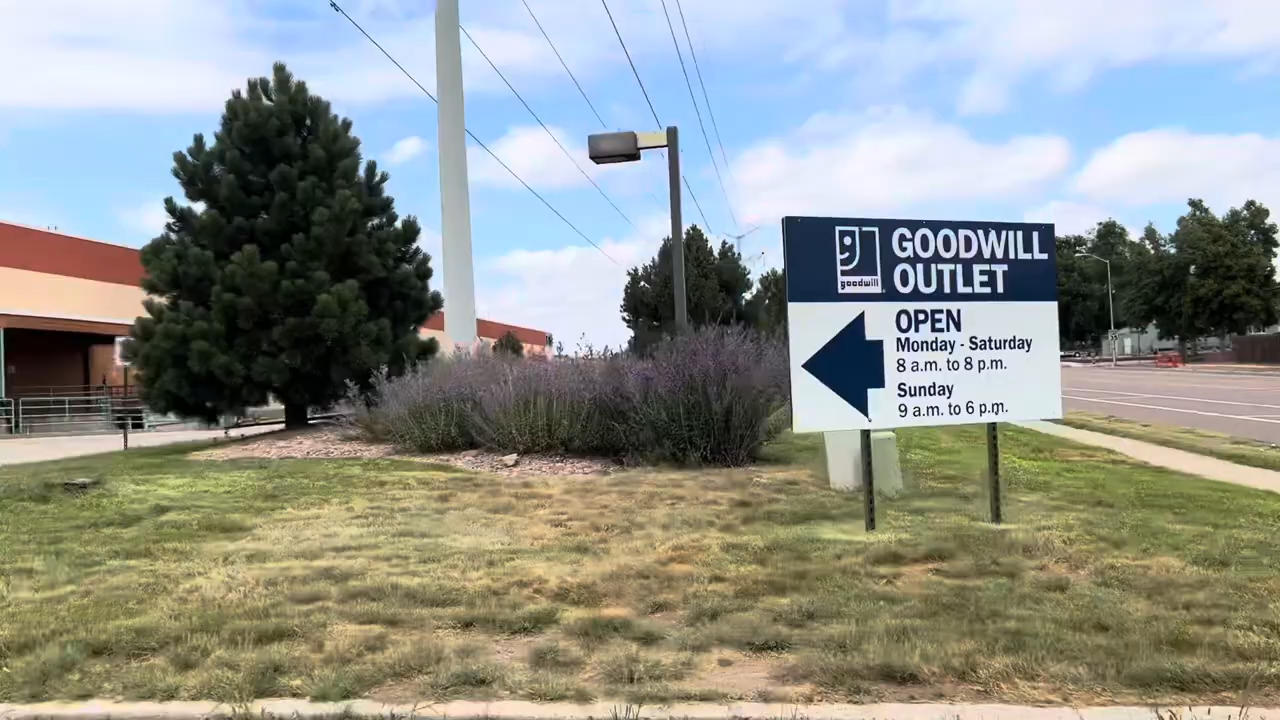 goodwill
GOODWILL
OUTLET
OPEN
Monday - Saturday
8 a.m. to 8 p.m.
Sunday
9 a.m. to 6 p.m.